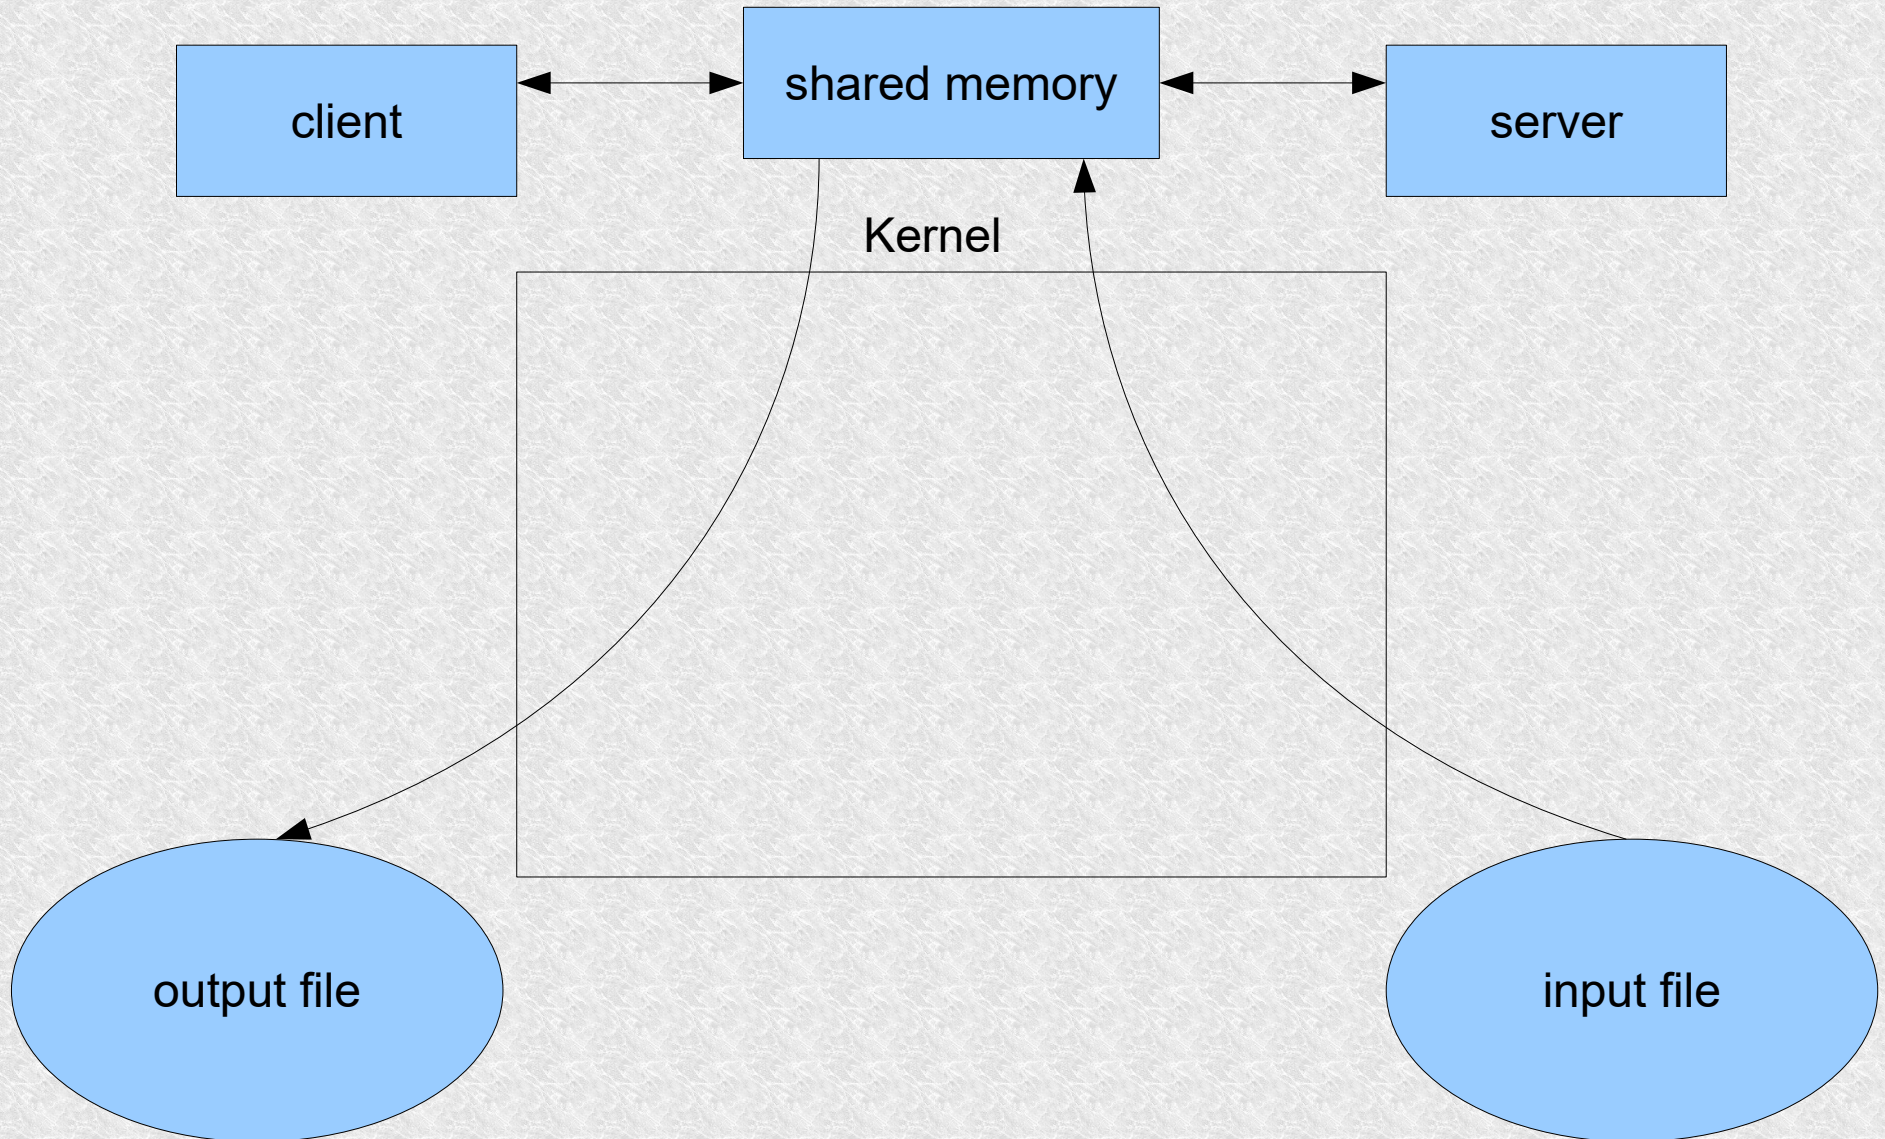 client
shared memory
server
Kernel
output file
input file